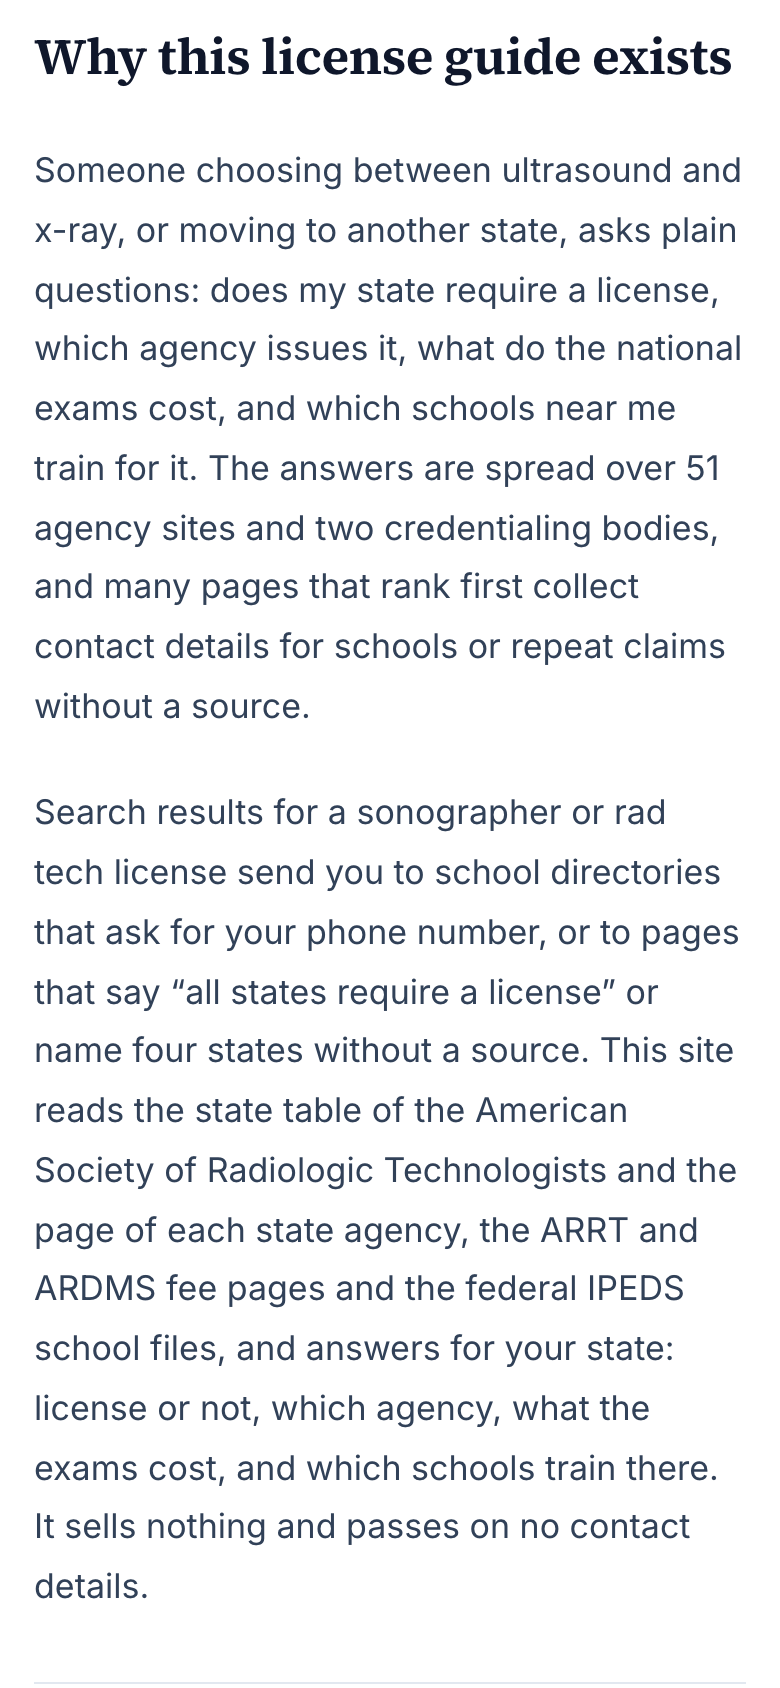 Why this license guide exists
Someone choosing between ultrasound and
x-ray, or moving to another state, asks plain
questions: does my state require a license,
which agency issues it, what do the national
exams cost, and which schools near me
train for it. The answers are spread over 51
agency sites and two credentialing bodies,
and many pages that rank first collect
contact details for schools or repeat claims
without a source.
Search results for a sonographer or rad
tech license send you to school directories
that ask for your phone number, or to pages
that say “all states require a license” or
name four states without a source. This site
reads the state table of the American
Society of Radiologic Technologists and the
page of each state agency, the ARRT and
ARDMS fee pages and the federal IPEDS
school files, and answers for your state:
license or not, which agency, what the
exams cost, and which schools train there.
It sells nothing and passes on no contact
details.